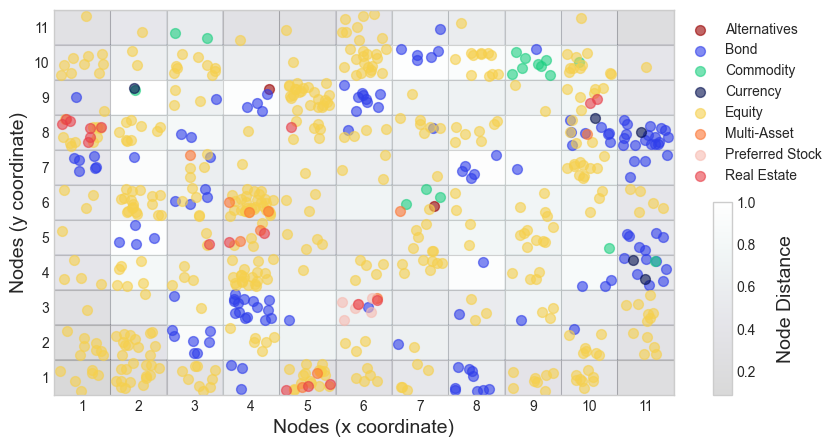 Nodes (y coordinate)
11
10
9
8
7
6
5
4
3
2
1
1 2 3 4 5 6 7 8 9 10 11
Nodes (x coordinate)
Alternatives
Bond
Commodity
Currency
Equity
Multi-Asset
Preferred Stock
Real Estate
1.0
0.8
0.6
0.4
0.2
Node Distance